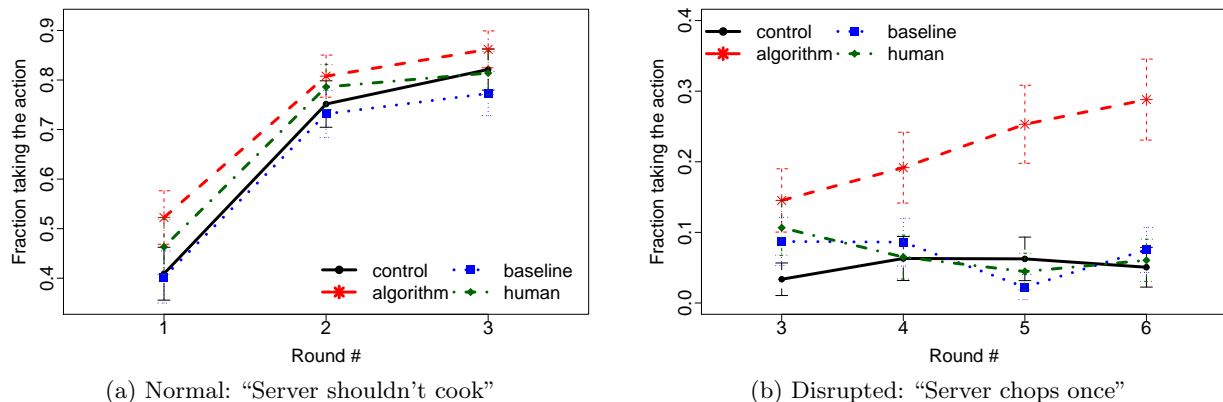 Fraction taking the action
0.4 0.5 0.6 0.7 0.8 0.9
control
baseline
algorithm
human
1 2 3
Round #
(a) Normal: “Server shouldn’t cook”
Fraction taking the action
0.0 0.1 0.2 0.3 0.4
control
baseline
algorithm
human
3 4 5 6
Round #
(b) Disrupted: “Server chops once”